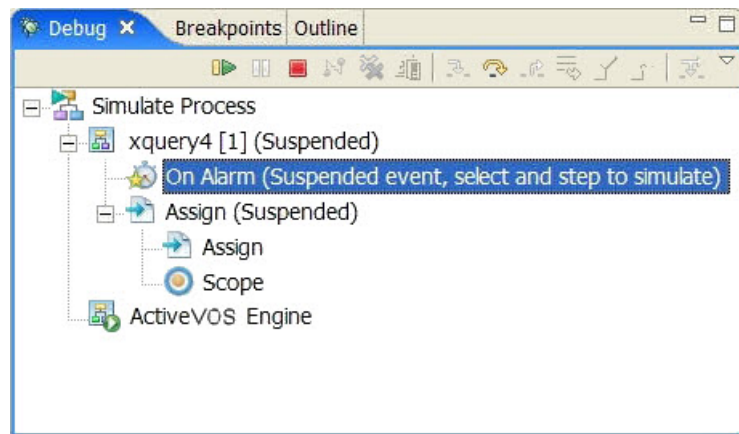 Debug Breakpoints Outline
Simulate Process
xquery4 [1] (Suspended)
On Alarm (Suspended event, select and step to simulate)
Assign (Suspended)
Assign
Scope
ActiveVOS Engine